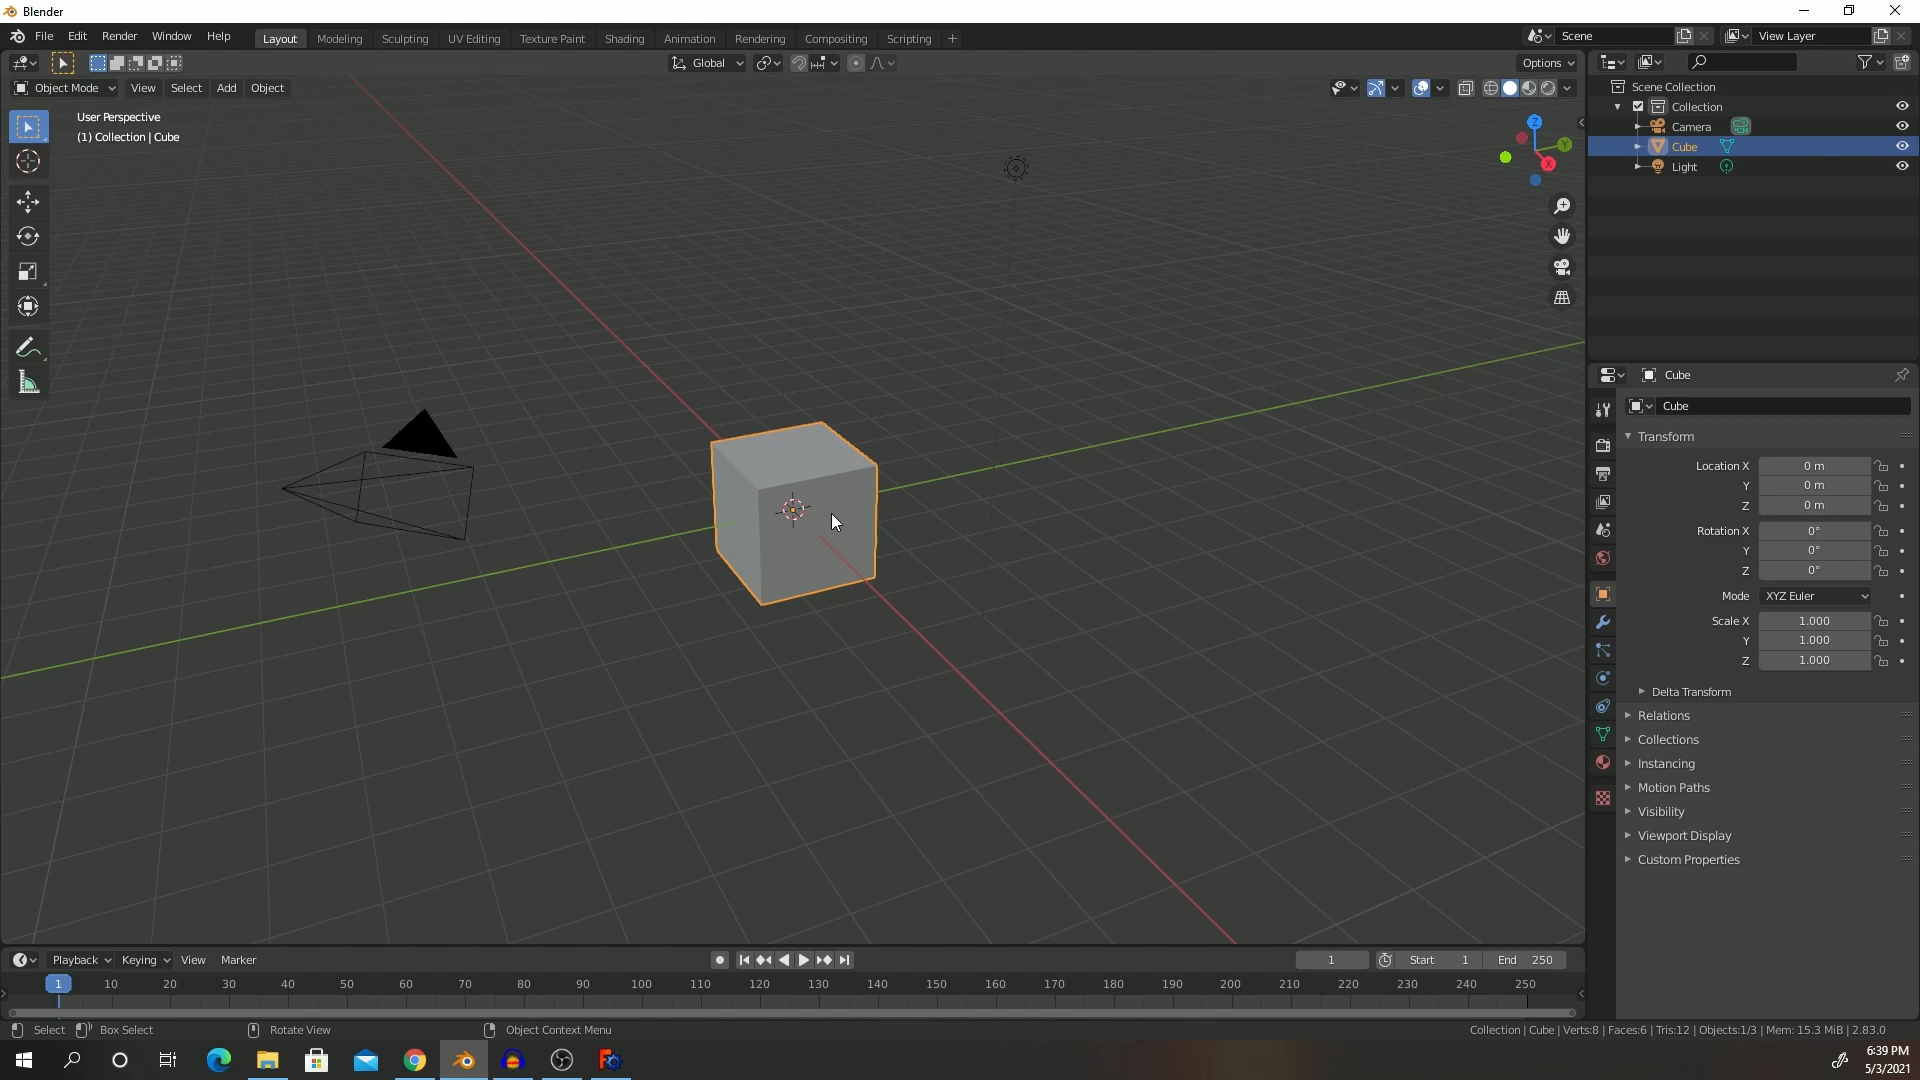 Blender
File Edit Render Window Help Layout Modeling Sculpting UV Editing Texture Paint Shading Animation Rendering Compositing Scripting + Scene View Layer
Global Options
Object Mode View Select Add Object
User Perspective
(1) Collection | Cube
Z
Y
X
Scene Collection
Collection
Camera
Cube
Light
Cube
Cube
Transform
Location X 0 m
Y 0 m
Z 0 m
Rotation X 0°
Y 0°
Z 0°
Mode XYZ Euler
Scale X 1.000
Y 1.000
Z 1.000
Delta Transform
Relations
Collections
Instancing
Motion Paths
Visibility
Viewport Display
Custom Properties
Playback Keying View Marker 1 Start 1 End 250
1 10 20 30 40 50 60 70 80 90 100 110 120 130 140 150 160 170 180 190 200 210 220 230 240 250
Select Box Select Rotate View Object Context Menu Collection | Cube | Verts:8 | Faces:6 | Tris:12 | Objects:1/3 | Mem: 15.3 MiB | 2.83.0
6:39 PM
5/3/2021